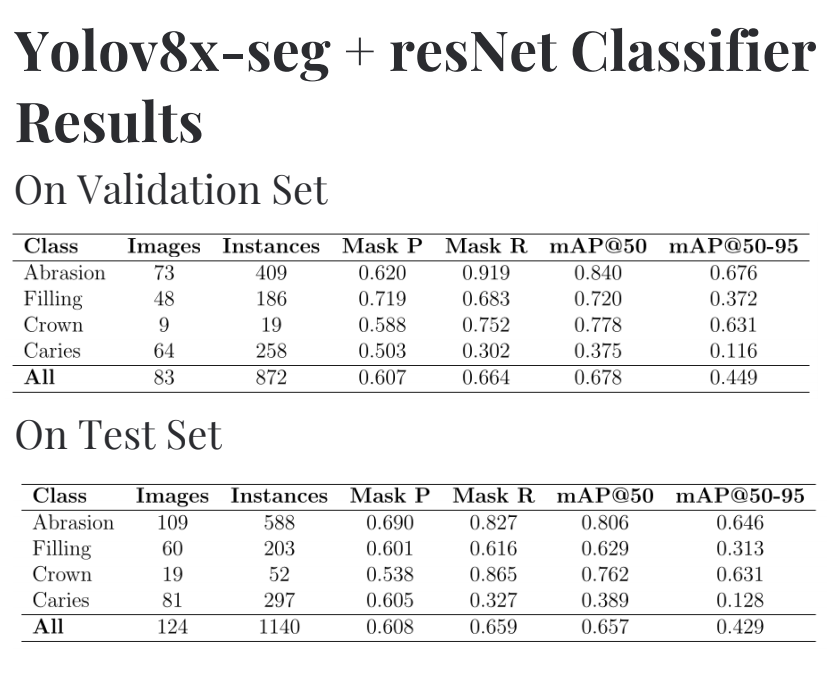 Yolov8x-seg + resNet Classifier
Results
On Validation Set
Class Images Instances Mask P Mask R mAP@50 mAP@50-95
Abrasion 73 409 0.620 0.919 0.840 0.676
Filling 48 186 0.719 0.683 0.720 0.372
Crown 9 19 0.588 0.752 0.778 0.631
Caries 64 258 0.503 0.302 0.375 0.116
All 83 872 0.607 0.664 0.678 0.449
On Test Set
Class Images Instances Mask P Mask R mAP@50 mAP@50-95
Abrasion 109 588 0.690 0.827 0.806 0.646
Filling 60 203 0.601 0.616 0.629 0.313
Crown 19 52 0.538 0.865 0.762 0.631
Caries 81 297 0.605 0.327 0.389 0.128
All 124 1140 0.608 0.659 0.657 0.429